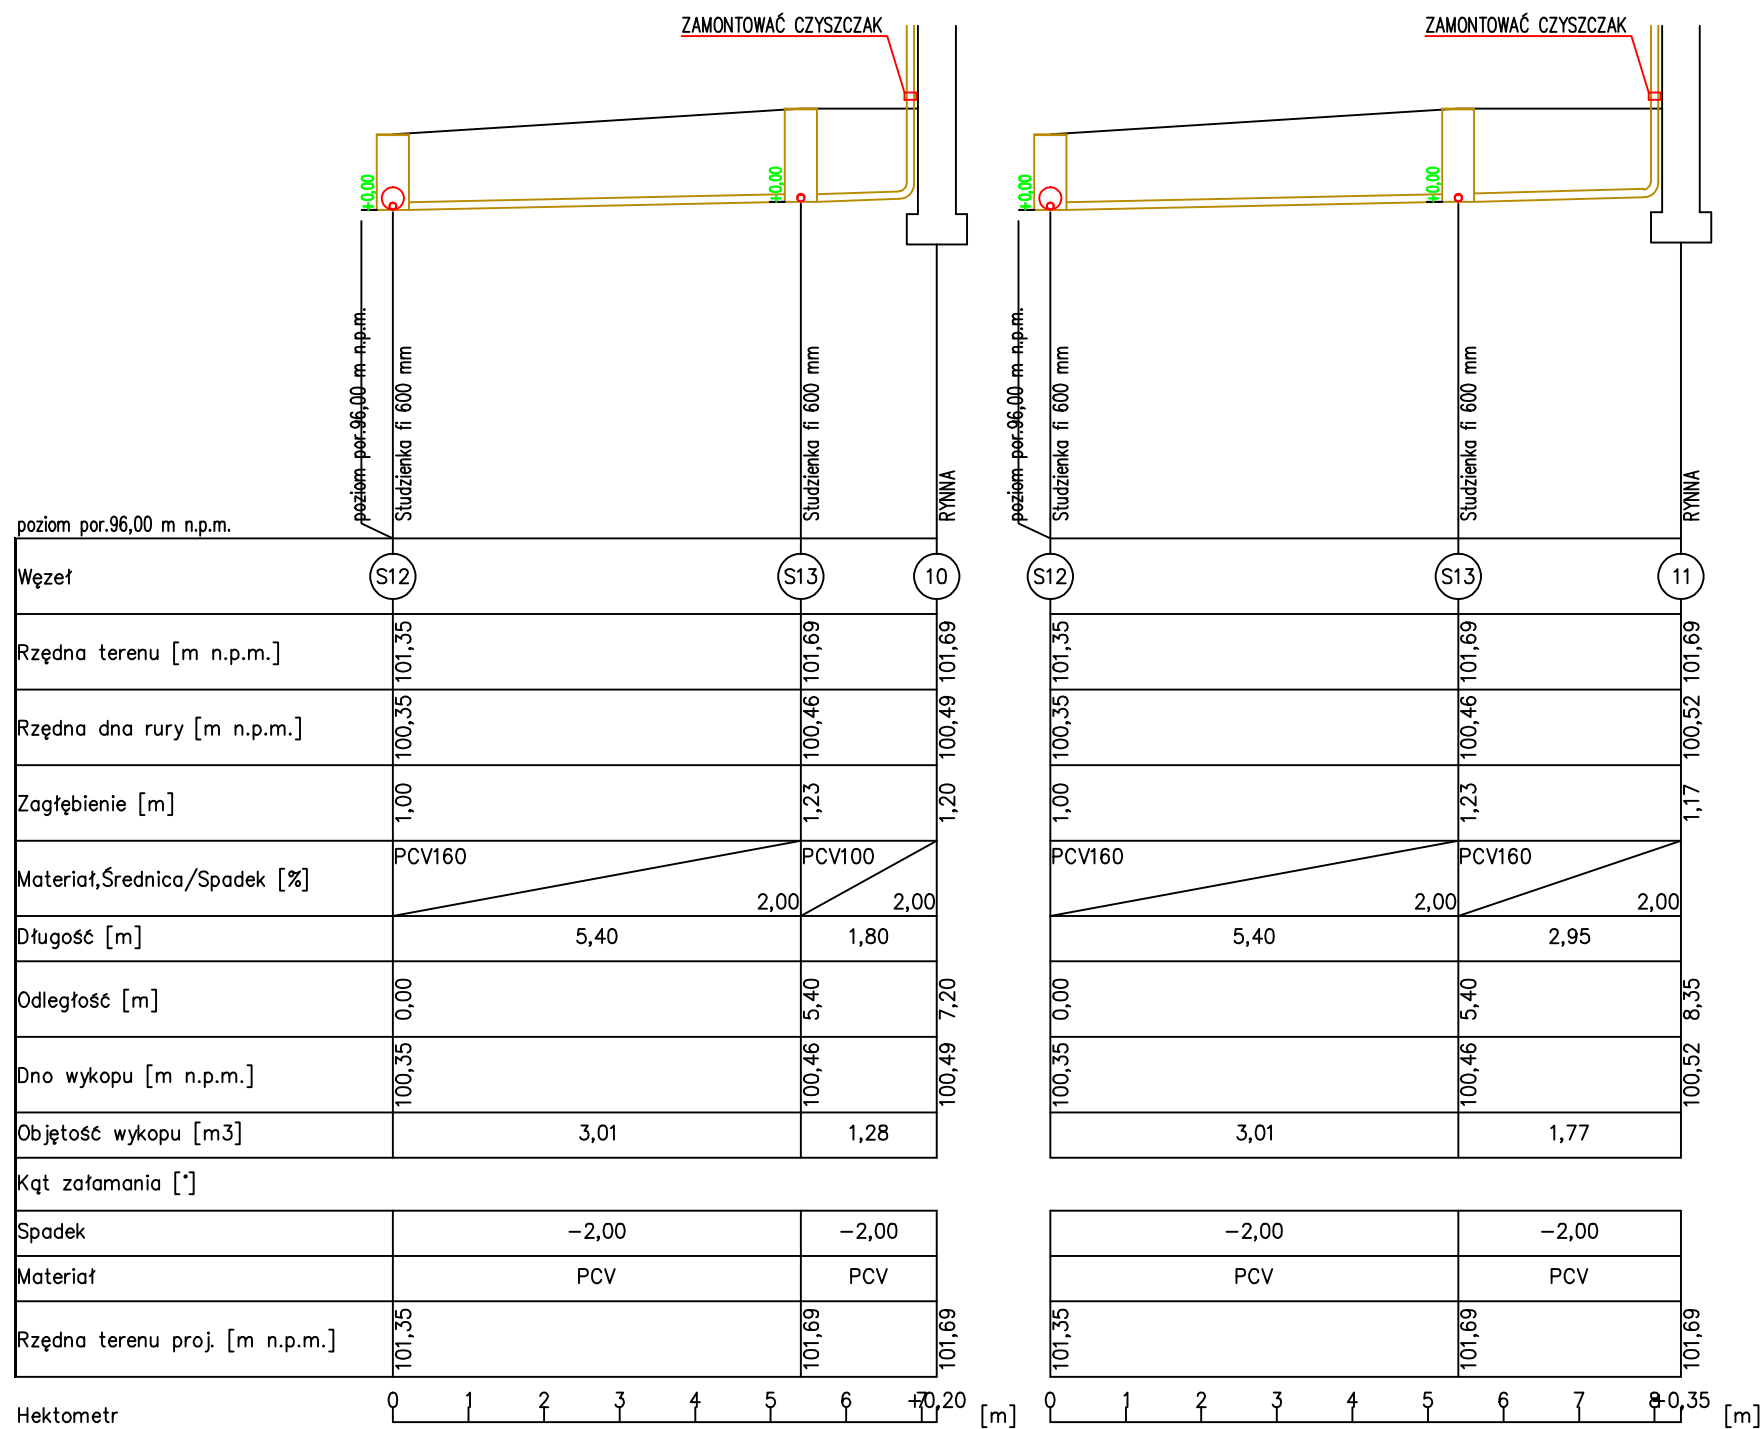 ZAMONTOWAĆ CZYSZCZAK
ZAMONTOWAĆ CZYSZCZAK
+0,00
+0,00
+0,00
+0,00
poziom por.96,00 m n.p.m.
Studzienka fi 600 mm
Studzienka fi 600 mm
RYNNA
poziom por.96,00 m n.p.m.
Studzienka fi 600 mm
Studzienka fi 600 mm
RYNNA
poziom por.96,00 m n.p.m.
Węzeł S12 S13 10 S12 S13 11
Rzędna terenu [m n.p.m.] 101,35 101,69 101,69 101,35 101,69 101,69
Rzędna dna rury [m n.p.m.] 100,35 100,46 100,49 100,35 100,46 100,52
Zagłębienie [m] 1,00 1,23 1,20 1,00 1,23 1,17
PCV160 PCV100 PCV160 PCV160
Materiał,Średnica/Spadek [%]
2,00 2,00 2,00 2,00
Długość [m] 5,40 1,80 5,40 2,95
Odległość [m] 0,00 5,40 7,20 0,00 5,40 8,35
Dno wykopu [m n.p.m.] 100,35 100,46 100,49 100,35 100,46 100,52
Objętość wykopu [m3] 3,01 1,28 3,01 1,77
Kąt załamania [°]
Spadek -2,00 -2,00 -2,00 -2,00
Materiał PCV PCV PCV PCV
Rzędna terenu proj. [m n.p.m.] 101,35 101,69 101,69 101,35 101,69 101,69
Hektometr 0 1 2 3 4 5 6 7 +0,20 [m] 0 1 2 3 4 5 6 7 8 +0,35 [m]